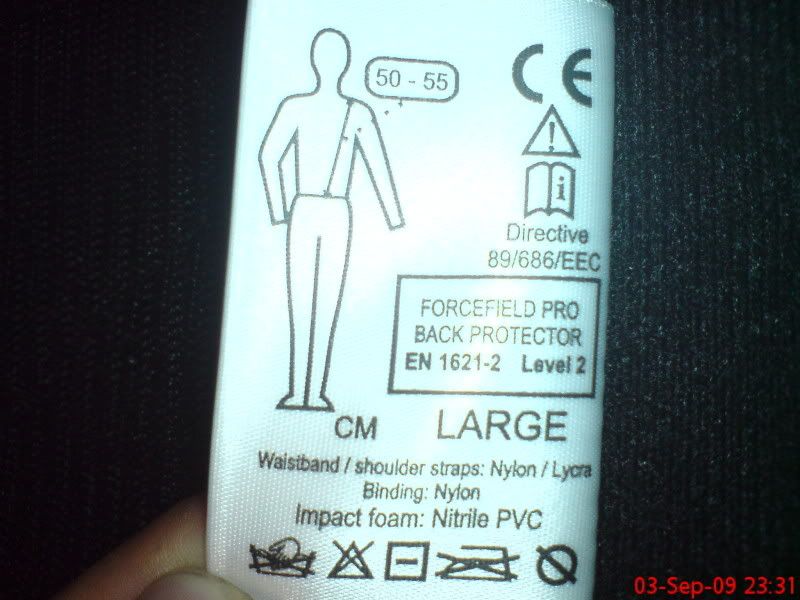 50 - 55
CE
Directive
89/686/EEC
FORCEFIELD PRO
BACK PROTECTOR
EN 1621-2 Level 2
CM LARGE
Waistband / shoulder straps: Nylon / Lycra
Binding: Nylon
Impact foam: Nitrile PVC
03-Sep-09 23:31